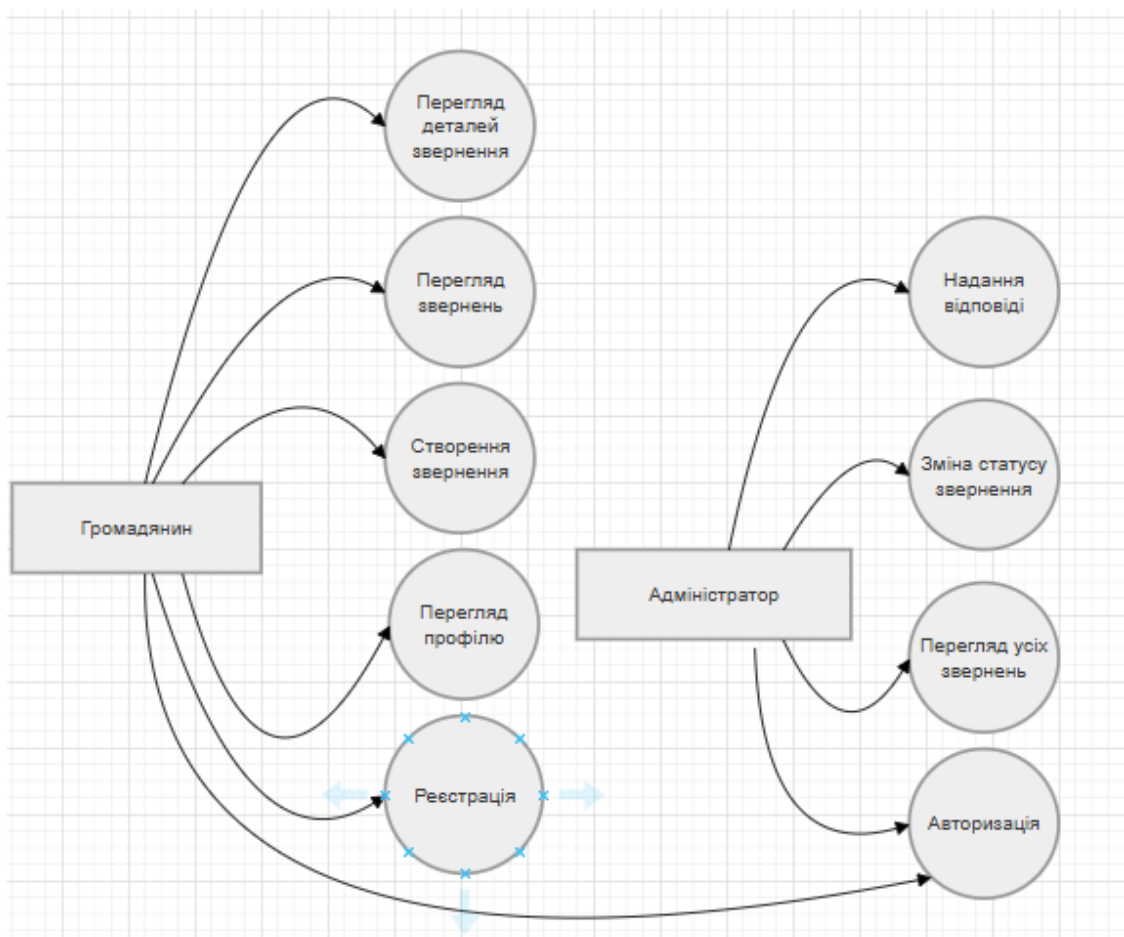 Перегляд
деталей
звернення
Перегляд
звернень
Створення
звернення
Громадянин
Перегляд
профілю
Реєстрація
Надання
відповіді
Зміна статусу
звернення
Адміністратор
Перегляд усіх
звернень
Авторизація